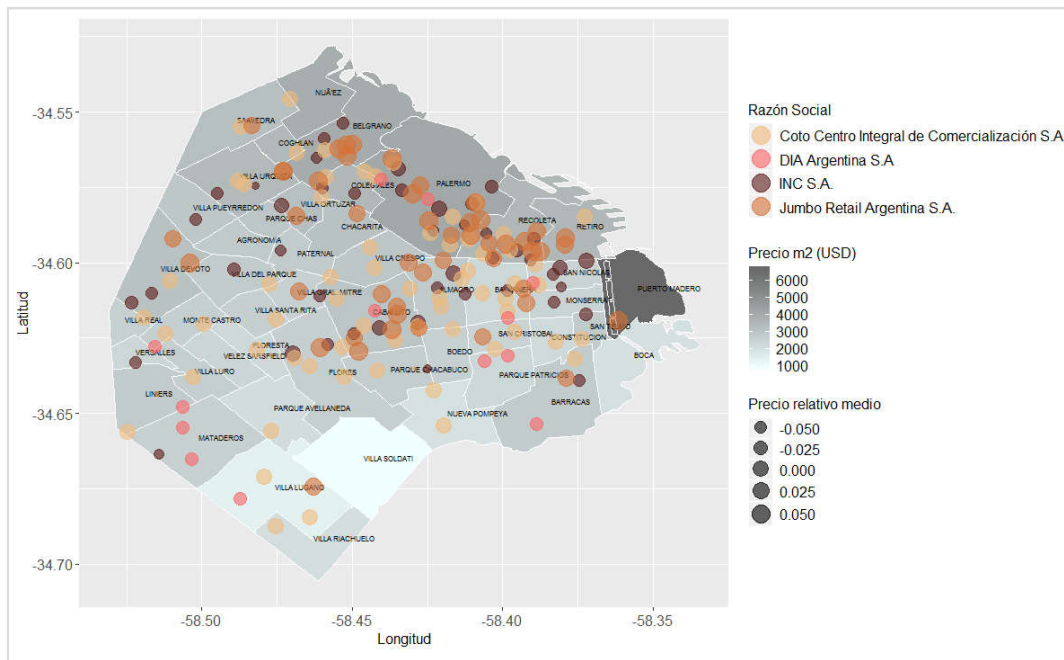 NUÃ'EZ
SAAVEDRA
BELGRANO
COGHLAN
VILLA URQUIZA
COLEGIALES
PALERMO
VILLA ORTUZAR
VILLA PUEYRREDON
PARQUE CHAS
CHACARITA
RECOLETA
RETIRO
AGRONOMIA
PATERNAL
VILLA CRESPO
VILLA DEVOTO
VILLA DEL PARQUE
SAN NICOLAS
ALMAGRO
BALVANERA
PUERTO MADERO
VILLA GRAL. MITRE
MONSERRAT
VILLA SANTA RITA
CABALLITO
VILLA REAL
MONTE CASTRO
SAN TELMO
SAN CRISTOBAL
CONSTITUCION
FLORESTA
VERSALLES
VELEZ SARSFIELD
BOEDO
BOCA
VILLA LURO
FLORES
PARQUE CHACABUCO
PARQUE PATRICIOS
LINIERS
PARQUE AVELLANEDA
NUEVA POMPEYA
BARRACAS
MATADEROS
VILLA SOLDATI
VILLA LUGANO
VILLA RIACHUELO
-34.55
-34.60
-34.65
-34.70
Latitud
-58.50
-58.45
-58.40
-58.35
Longitud
Razón Social
Coto Centro Integral de Comercialización S.A.
DIA Argentina S.A
INC S.A.
Jumbo Retail Argentina S.A.
Precio m2 (USD)
6000
5000
4000
3000
2000
1000
Precio relativo medio
-0.050
-0.025
0.000
0.025
0.050